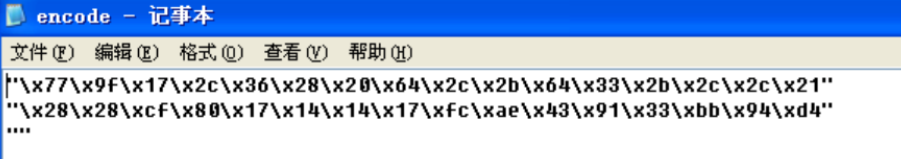 encode - 记事本
文件(F) 编辑(E) 格式(O) 查看(V) 帮助(H)
"\x77\x9f\x17\x2c\x36\x28\x20\x64\x2c\x2b\x64\x33\x2b\x2c\x2c\x21"
"\x28\x28\xcf\x80\x17\x14\x14\x17\xfc\xae\x43\x91\x33\xbb\x94\xd4"
""